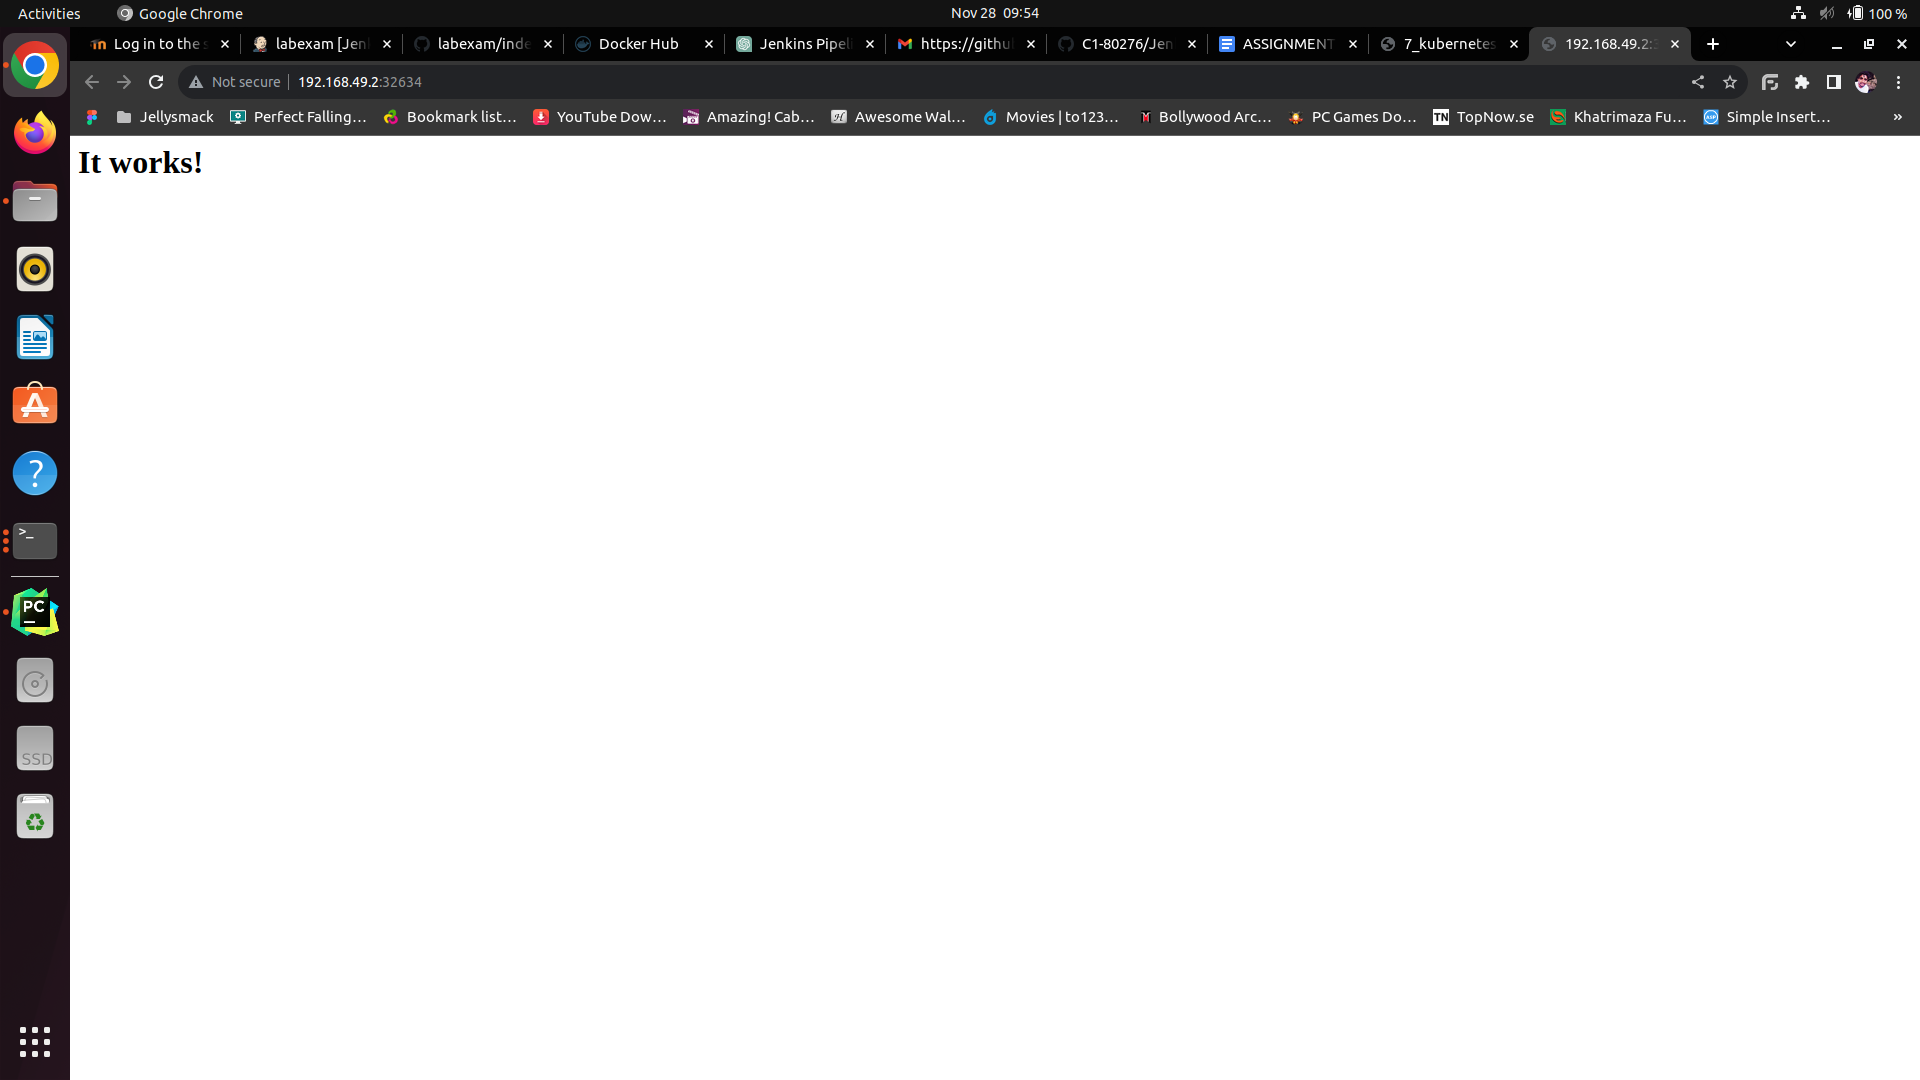 Activities Google Chrome Nov 28 09:54 100 %
Log in to the s labexam [Jen labexam/inde Docker Hub Jenkins Pipel https://githu C1-80276/Jen ASSIGNMENT 7_kubernetes 192.168.49.2:3
Not secure 192.168.49.2:32634
Jellysmack Perfect Falling... Bookmark list... YouTube Dow... Amazing! Cab... Awesome Wal... Movies | to123... Bollywood Arc... PC Games Do... TN TopNow.se Khatrimaza Fu... Simple Insert... »
It works!
>_
PC
SSD